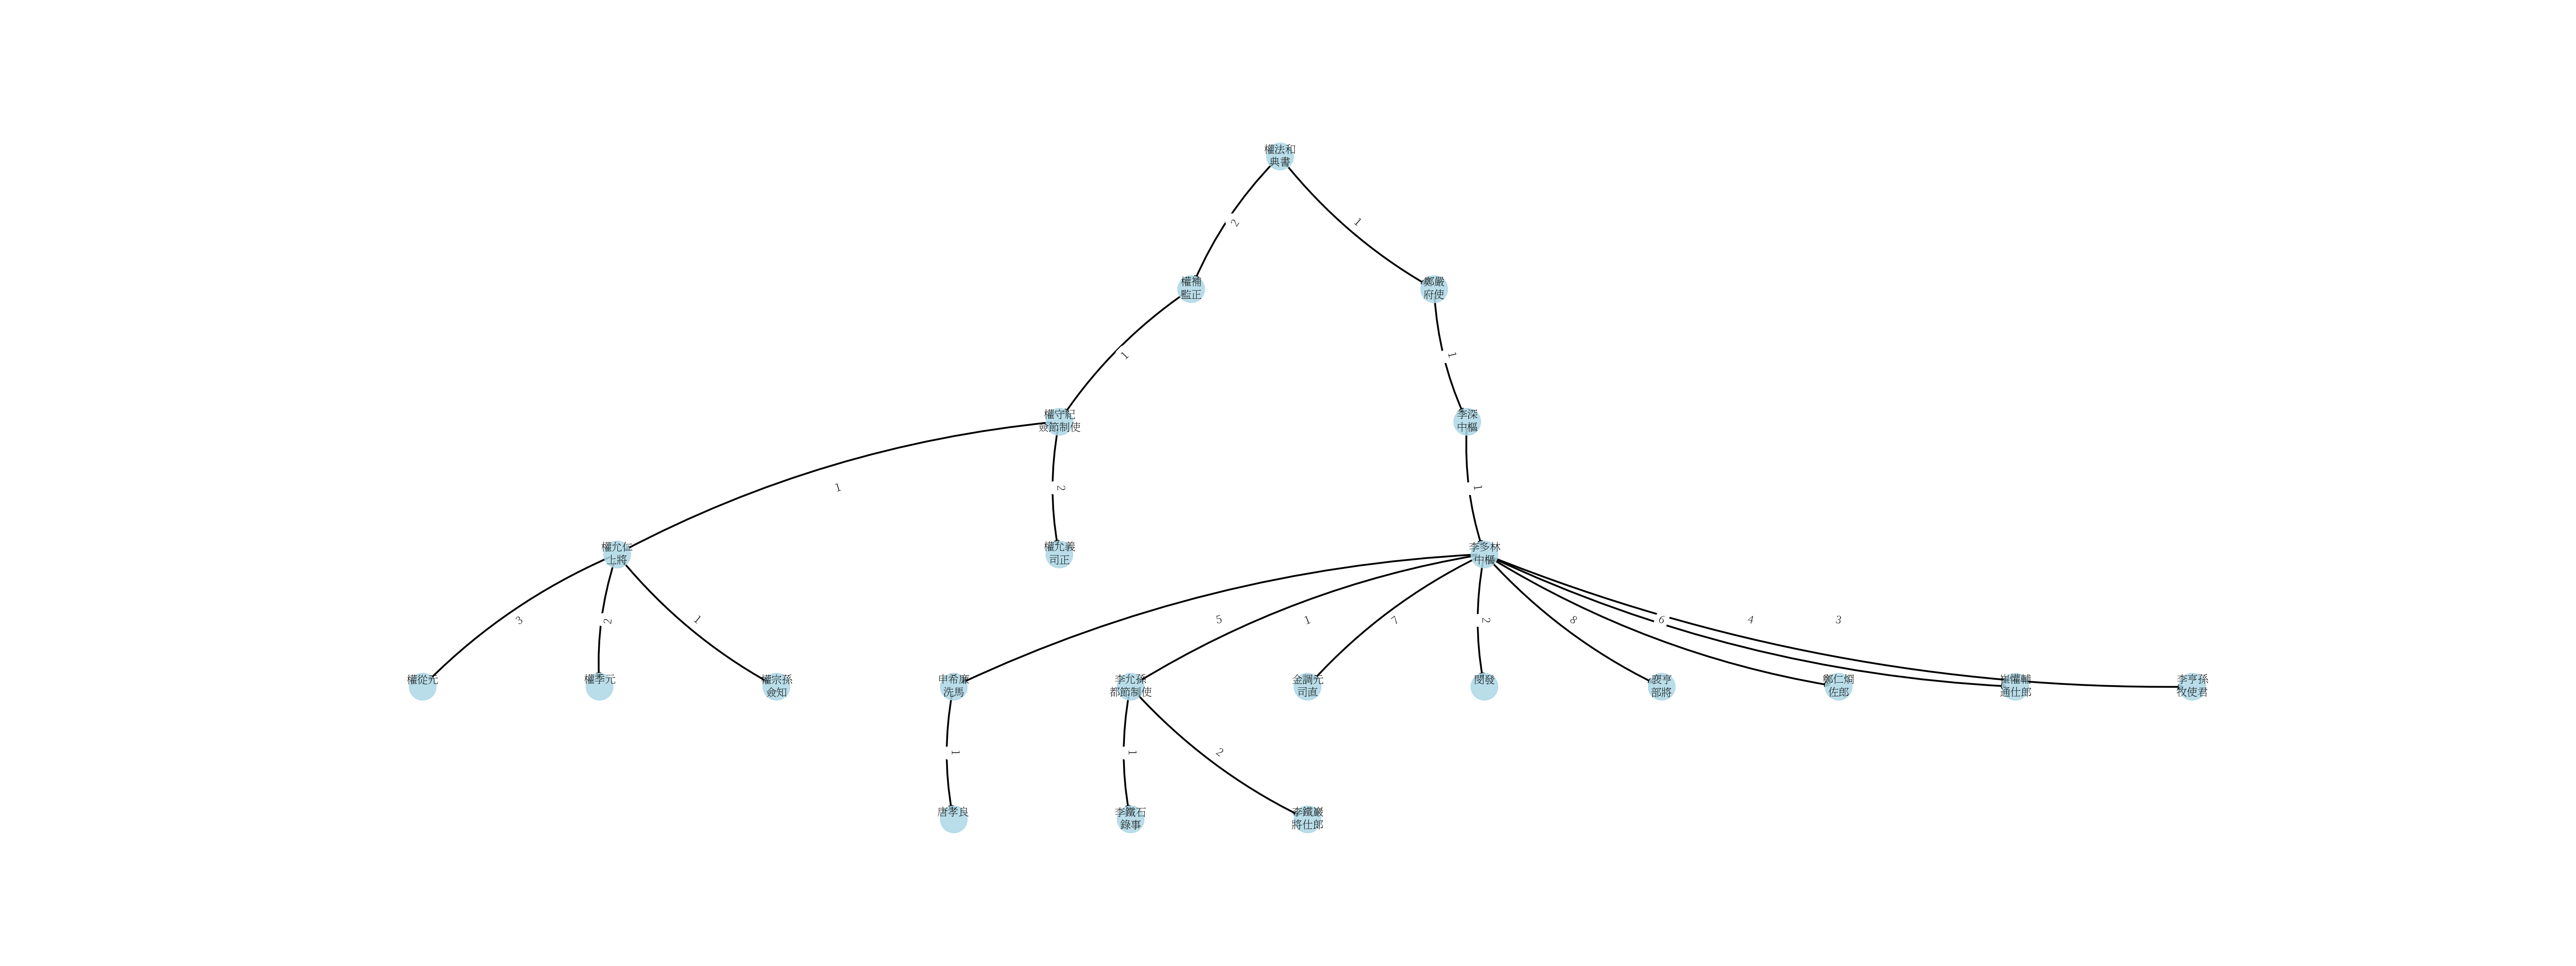 權法和
典書
2
1
權補
監正
鄭嚴
府使
1
1
權守紀
僉節制使
李深
中樞
1
2
1
權允仁
上將
權允義
司正
李多林
中樞
3
2
1
5
1
7
2
8
6
4
3
權從元
權季元
權宗孫
僉知
申希廉
洗馬
李允孫
都節制使
金調元
司直
閔發
裵亨
部將
鄭仁烱
佐郎
崔懼輔
通仕郎
李亨孫
牧使君
1
1
2
唐孝良
李鐵石
錄事
李鐵巖
將仕郎